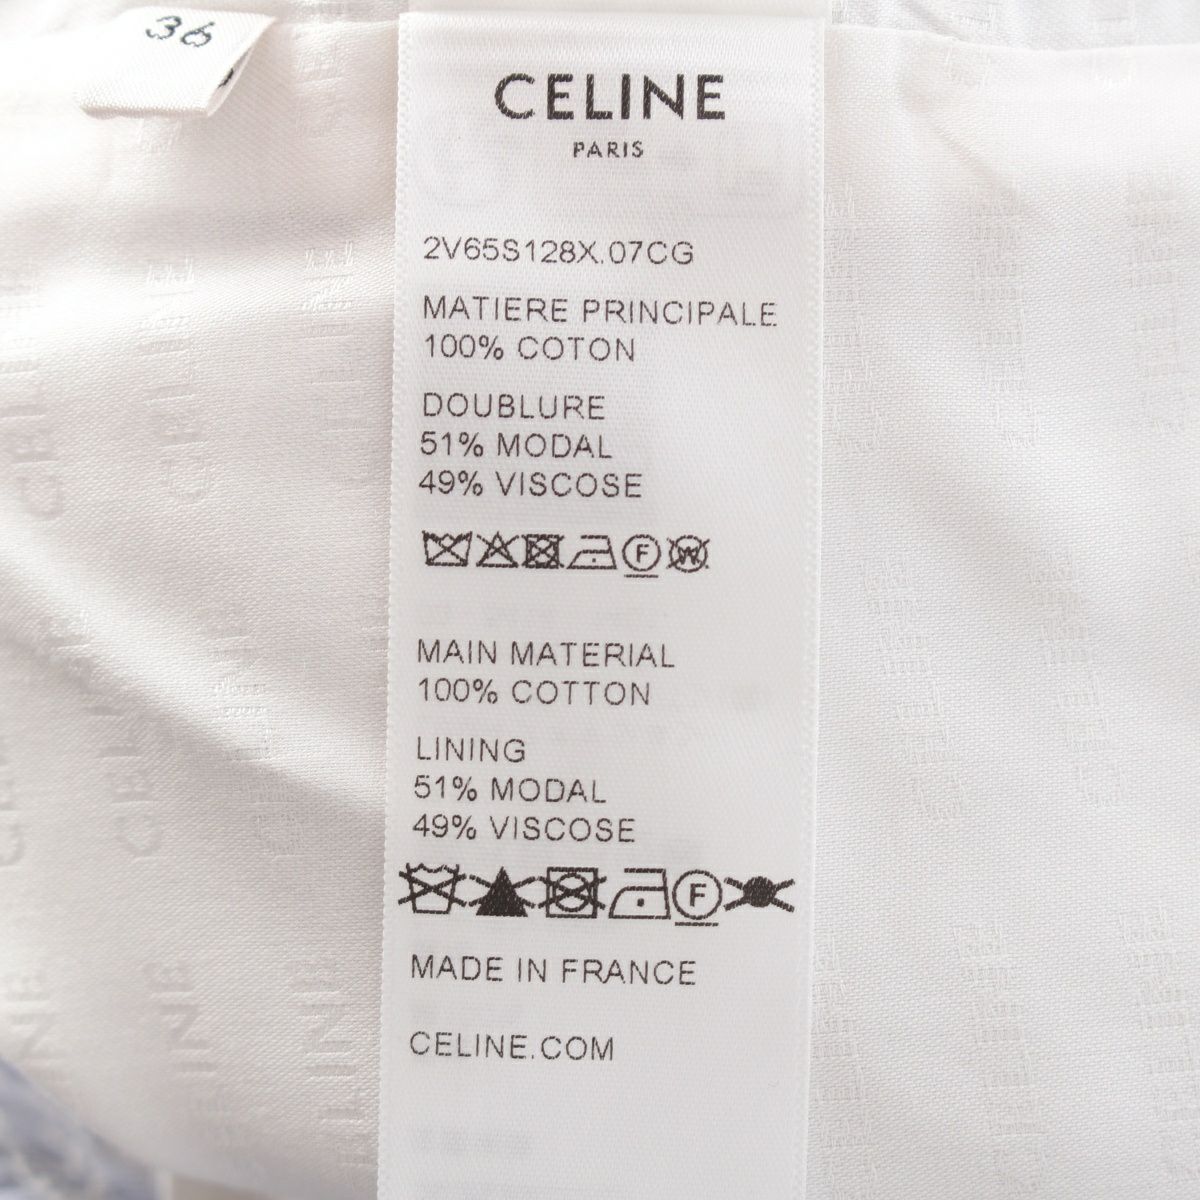 36
CELINE
PARIS
2V65S128X.07CG
MATIERE PRINCIPALE
100% COTON
DOUBLURE
51% MODAL
49% VISCOSE
F W
MAIN MATERIAL
100% COTTON
LINING
51% MODAL
49% VISCOSE
F
MADE IN FRANCE
CELINE.COM